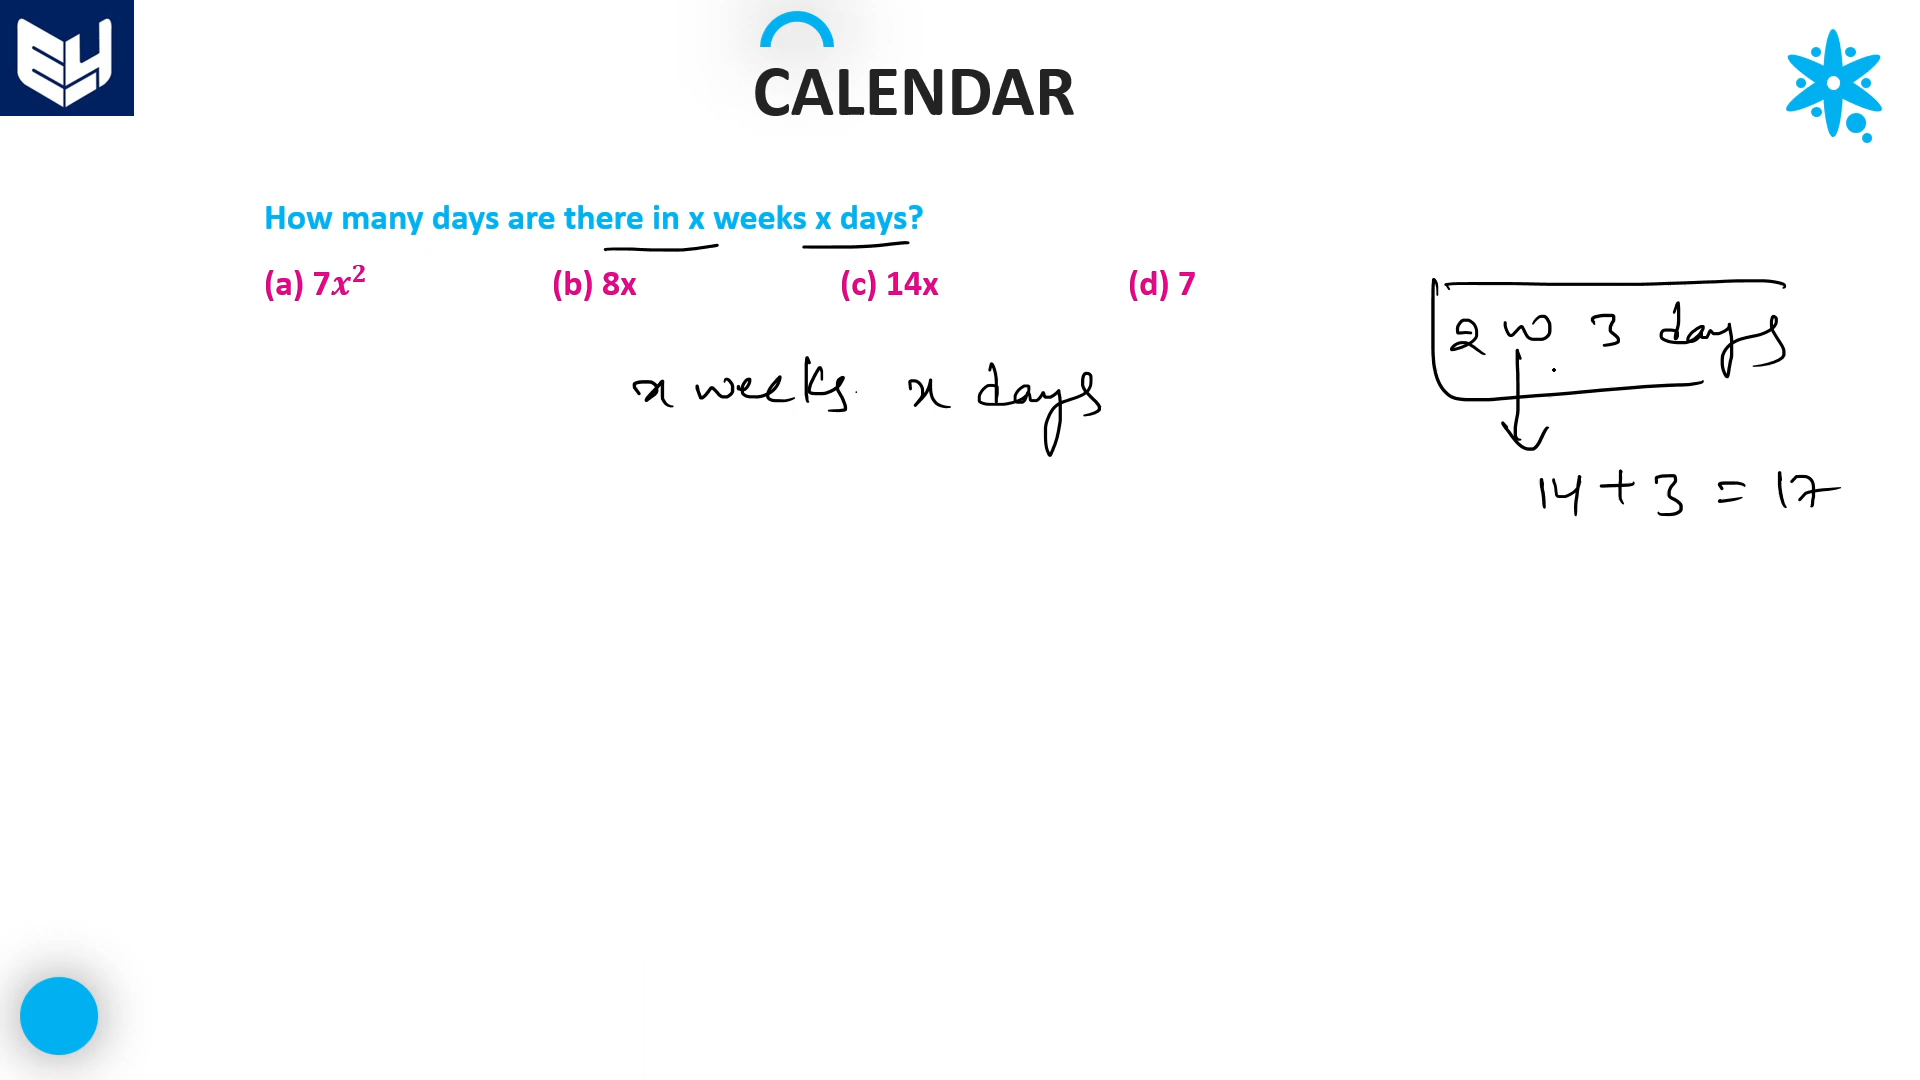 CALENDAR
How many days are there in x weeks x days?
(a) 7x² (b) 8x (c) 14x (d) 7
2 w 3 days
x weeks x days
14 + 3 = 17